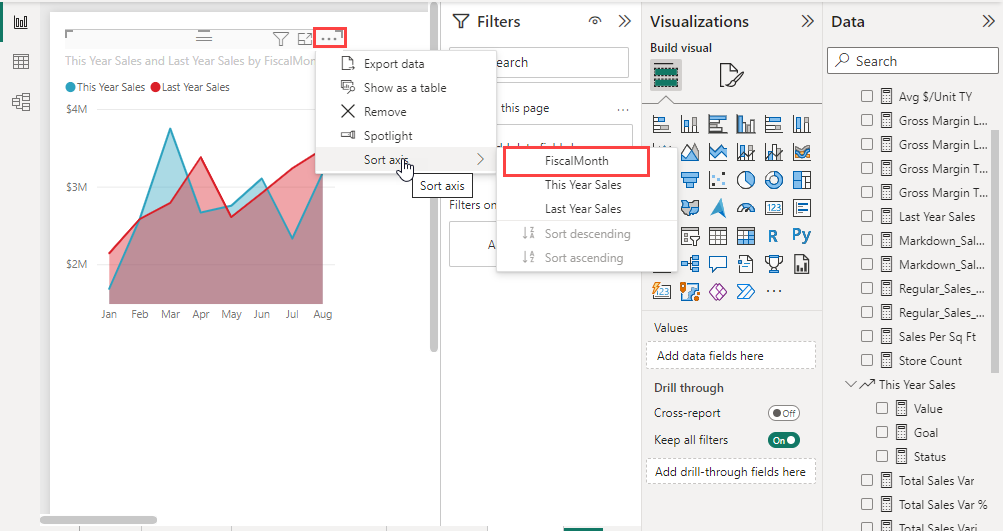 This Year Sales and Last Year Sales by FiscalMont
This Year Sales Last Year Sales
$4M
$3M
$2M
Jan Feb Mar Apr May Jun Jul Aug
...
Export data
Show as a table
Remove
Spotlight
Sort axis
Sort axis
FiscalMonth
This Year Sales
Last Year Sales
Sort descending
Sort ascending
Filters
earch
this page
...
Filters on
A
Visualizations
Build visual
R Py
123
...
Values
Add data fields here
Drill through
Cross-report Off
Keep all filters On
Add drill-through fields here
Data
Search
Avg $/Unit TY
Gross Margin L...
Gross Margin L...
Gross Margin T...
Gross Margin T...
Last Year Sales
Markdown_Sal...
Markdown_Sal...
Regular_Sales_...
Regular_Sales_...
Sales Per Sq Ft
Store Count
This Year Sales
Value
Goal
Status
Total Sales Var
Total Sales Var %
Total Sales Vari